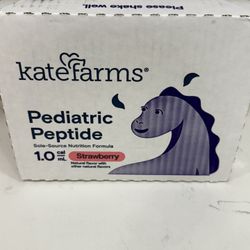 Please shake well.
katefarms®
Pediatric
Peptide
Sole-Source Nutrition Formula
1.0 cal/mL Strawberry
Natural flavor with
other natural flavors